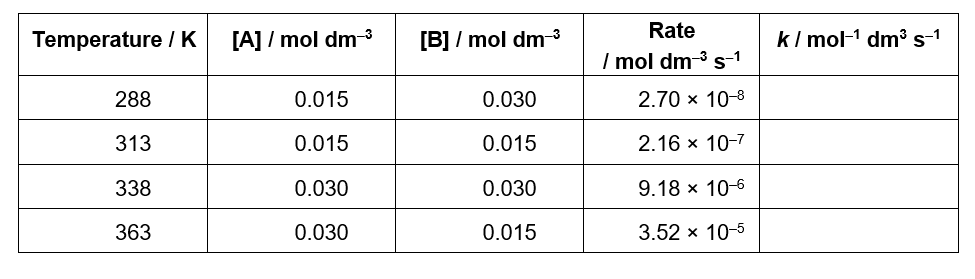 Temperature / K [A] / mol dm⁻³ [B] / mol dm⁻³ Rate / mol dm⁻³ s⁻¹ k / mol⁻¹ dm³ s⁻¹
288 0.015 0.030 2.70 × 10⁻⁸
313 0.015 0.015 2.16 × 10⁻⁷
338 0.030 0.030 9.18 × 10⁻⁶
363 0.030 0.015 3.52 × 10⁻⁵